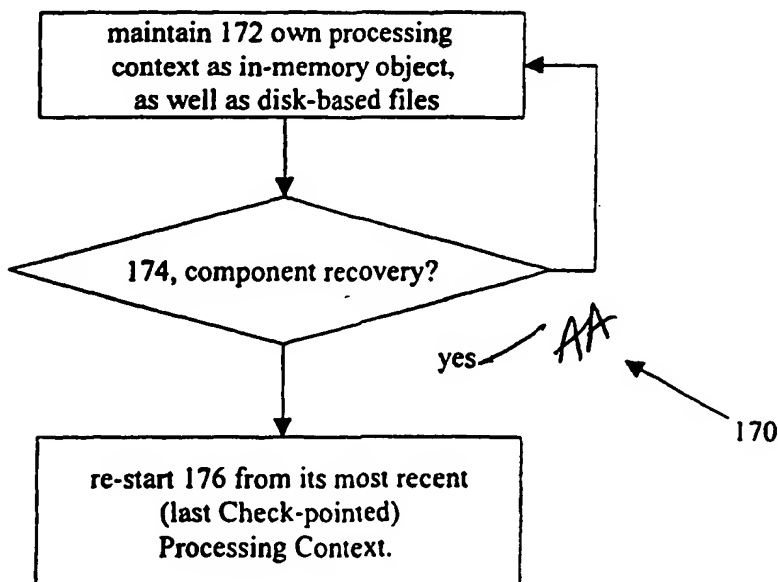 maintain 172 own processing
context as in-memory object,
as well as disk-based files
174, component recovery?
yes
AA
170
re-start 176 from its most recent
(last Check-pointed)
Processing Context.